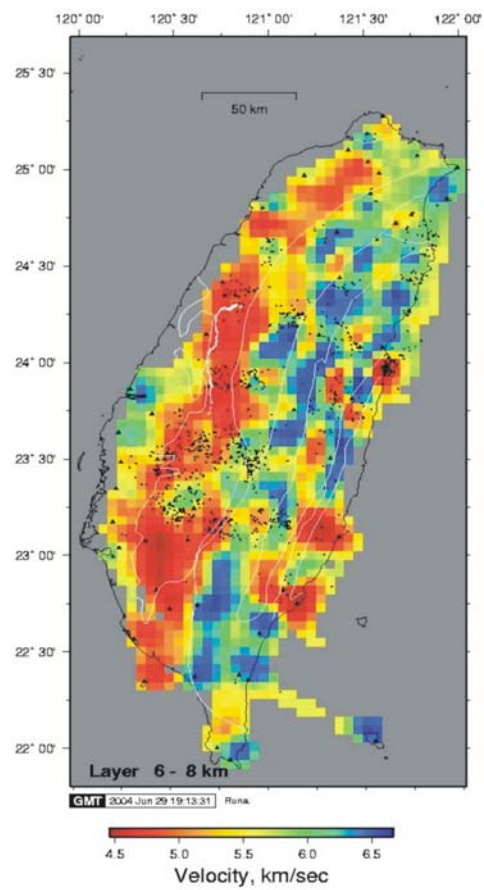 120° 00' 120° 30' 121° 00' 121° 30' 122° 00'
25° 30'
50 km
25° 00'
24° 30'
24° 00'
23° 30'
23° 00'
22° 30'
22° 00'
Layer 6 - 8 km
GMT 2004 Jun 29 19:13:31 Runa
4.5 5.0 5.5 6.0 6.5
Velocity, km/sec